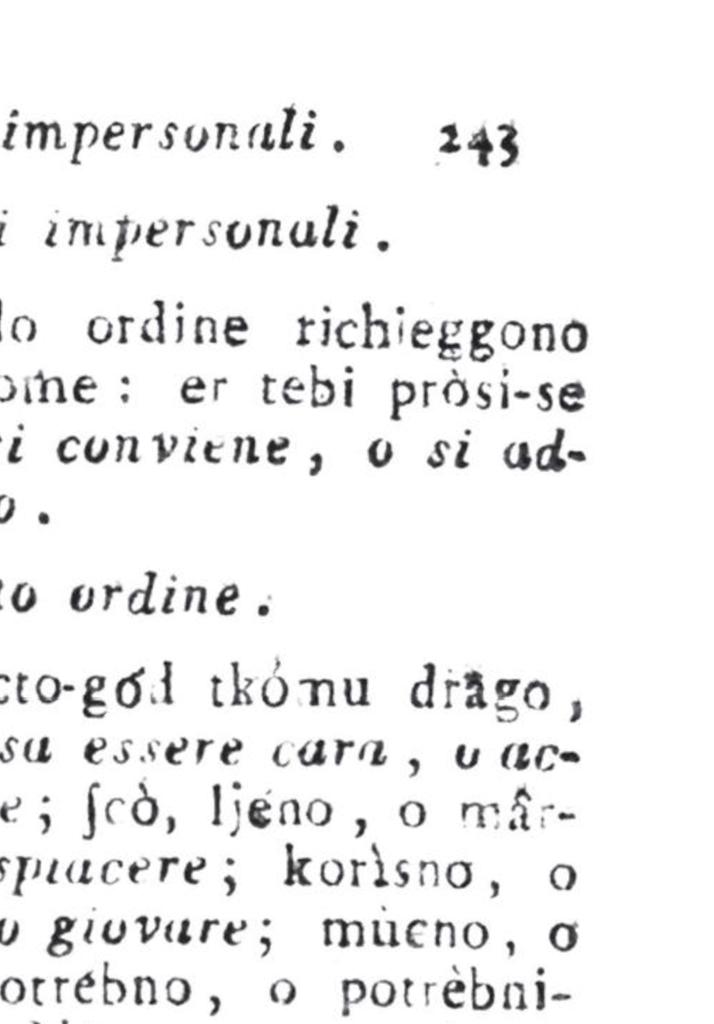 impersonali. 243
i impersonali.
lo ordine richieggono
ome: er tebi pròsi-se
i conviene, o si ad-
o.
to ordine.
cto-gód tkómu drâgo,
sa essere cara, o ac-
e; ſcò, ljéno, o mâr-
spiacere; korìsno, o
o giovare; mùcno, o
otrébno, o potrèbni-